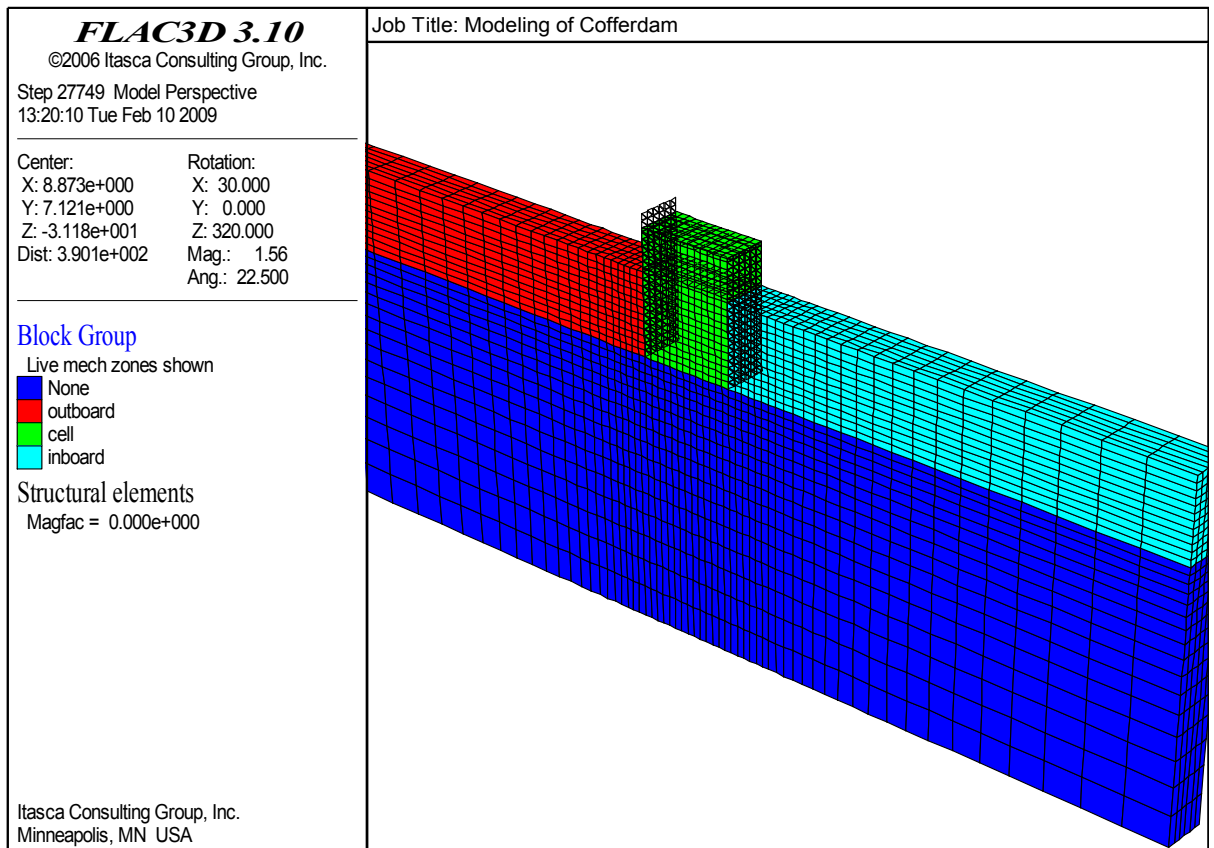 FLAC3D 3.10
©2006 Itasca Consulting Group, Inc.
Step 27749 Model Perspective
13:20:10 Tue Feb 10 2009
Center:
X: 8.873e+000
Y: 7.121e+000
Z: -3.118e+001
Dist: 3.901e+002
Rotation:
X: 30.000
Y: 0.000
Z: 320.000
Mag.: 1.56
Ang.: 22.500
Block Group
Live mech zones shown
None
outboard
cell
inboard
Structural elements
Magfac = 0.000e+000
Itasca Consulting Group, Inc.
Minneapolis, MN USA
Job Title: Modeling of Cofferdam